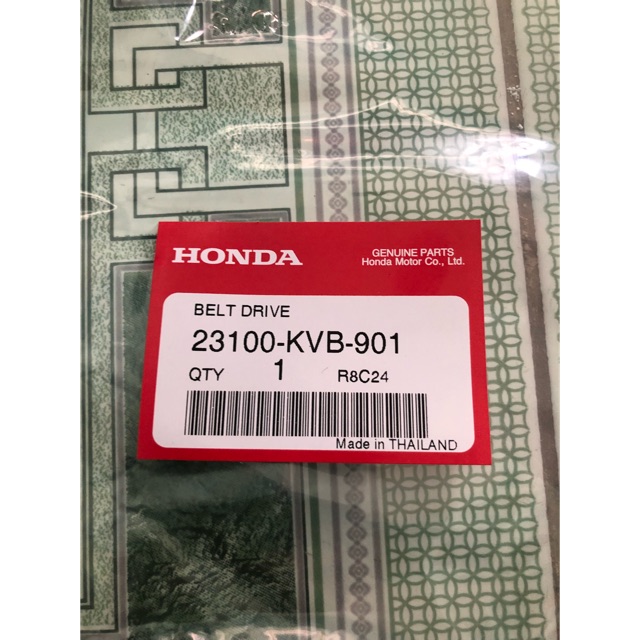 HONDA
GENUINE PARTS
Honda Motor Co., Ltd.
BELT DRIVE
23100-KVB-901
QTY 1 R8C24
Made in THAILAND